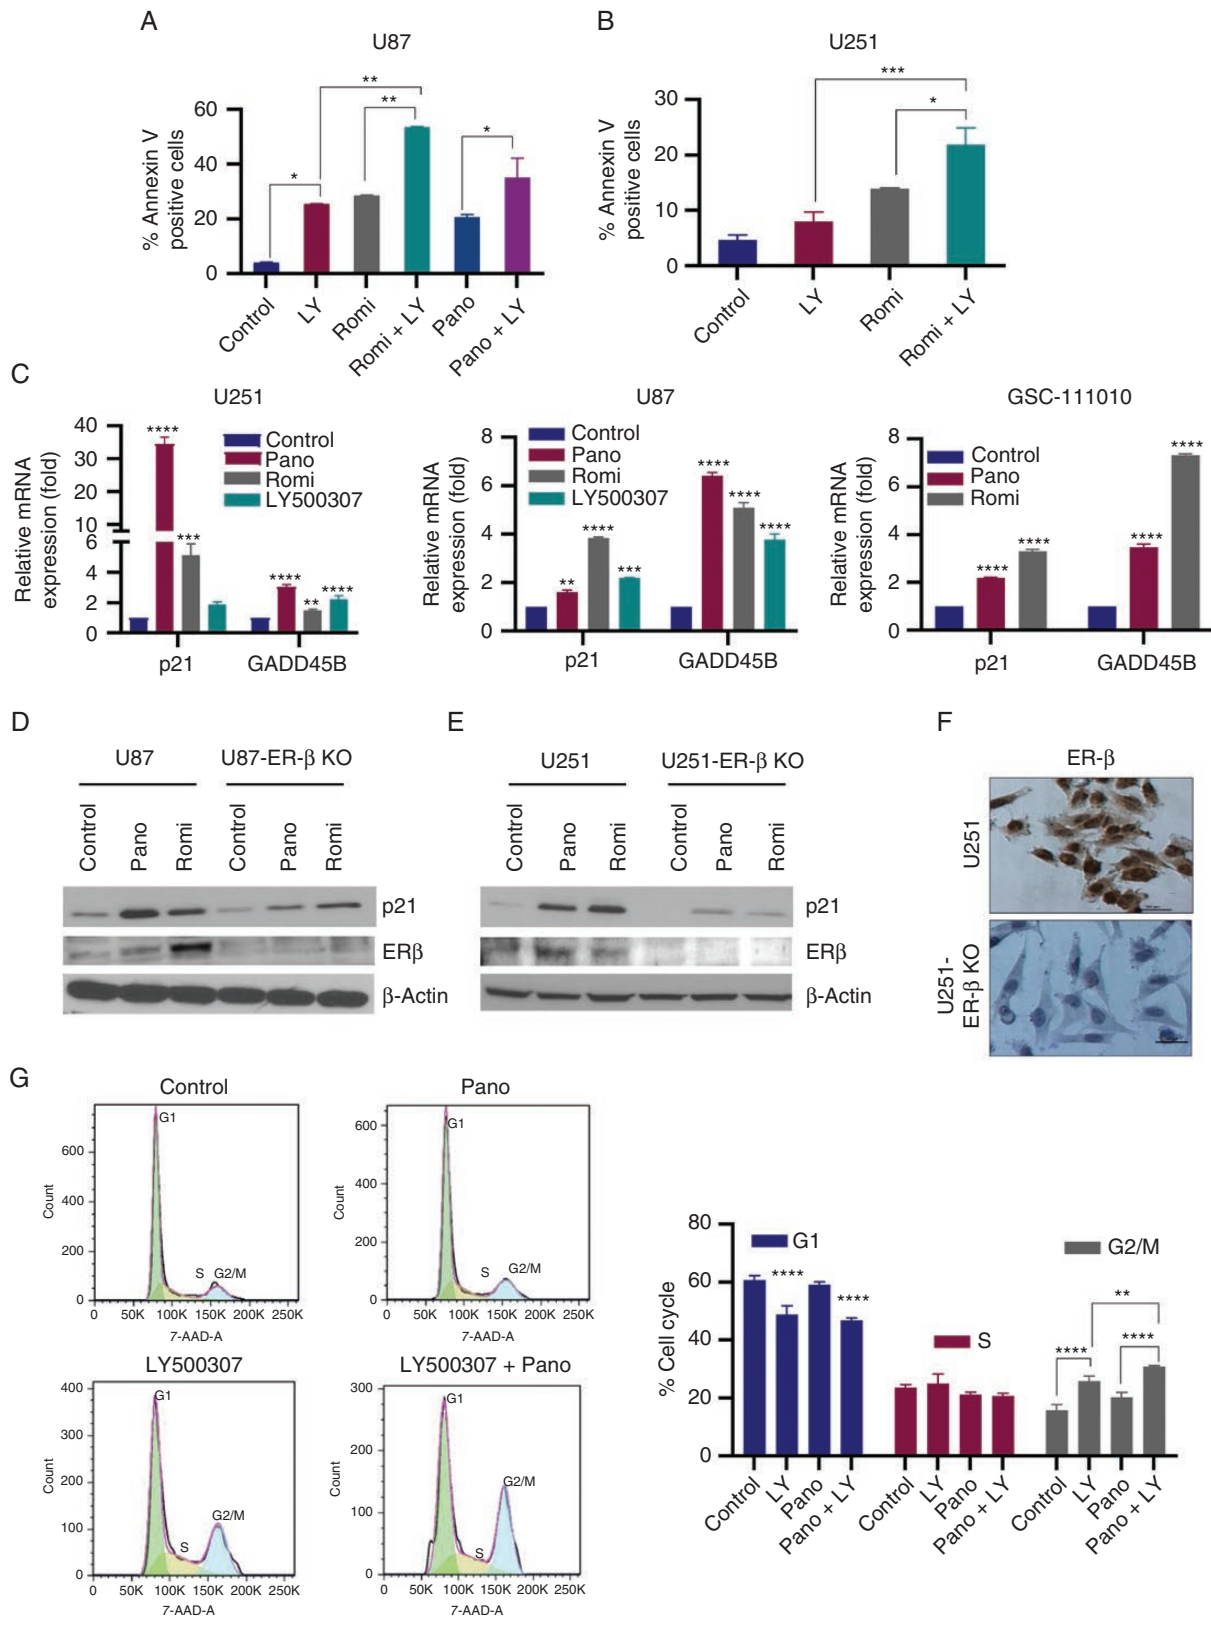 A
U87
% Annexin V
positive cells
60
40
20
0
**
**
*
*
Control
LY
Romi
Romi + LY
Pano
Pano + LY
B
U251
% Annexin V
positive cells
30
20
10
0
***
*
Control
LY
Romi
Romi + LY
C
U251
Relative mRNA
expression (fold)
40
30
20
10
6
4
2
0
Control
Pano
Romi
LY500307
****
***
****
**
****
p21
GADD45B
U87
Relative mRNA
expression (fold)
8
6
4
2
0
Control
Pano
Romi
LY500307
**
****
***
****
****
****
p21
GADD45B
GSC-111010
Relative mRNA
expression (fold)
8
6
4
2
0
Control
Pano
Romi
****
****
****
****
p21
GADD45B
D
U87
U87-ER-β KO
Control
Pano
Romi
Control
Pano
Romi
p21
ERβ
β-Actin
E
U251
U251-ER-β KO
Control
Pano
Romi
Control
Pano
Romi
p21
ERβ
β-Actin
F
ER-β
U251
U251-
ER-β KO
G
Control
Count
600
400
200
0
G1
S
G2/M
0 50K 100K 150K 200K 250K
7-AAD-A
Pano
Count
600
400
200
0
G1
S
G2/M
0 50K 100K 150K 200K 250K
7-AAD-A
LY500307
Count
400
300
200
100
0
G1
S
G2/M
0 50K 100K 150K 200K 250K
7-AAD-A
LY500307 + Pano
Count
300
200
100
0
G1
S
G2/M
0 50K 100K 150K 200K 250K
7-AAD-A
% Cell cycle
80
60
40
20
0
G1
S
G2/M
****
****
****
****
**
Control
LY
Pano
Pano + LY
Control
LY
Pano
Pano + LY
Control
LY
Pano
Pano + LY